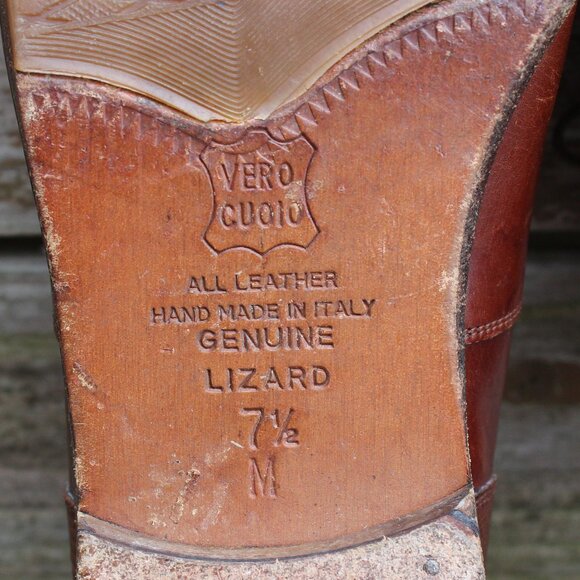 VERO
CUOIO
ALL LEATHER
HAND MADE IN ITALY
GENUINE
LIZARD
7½
M